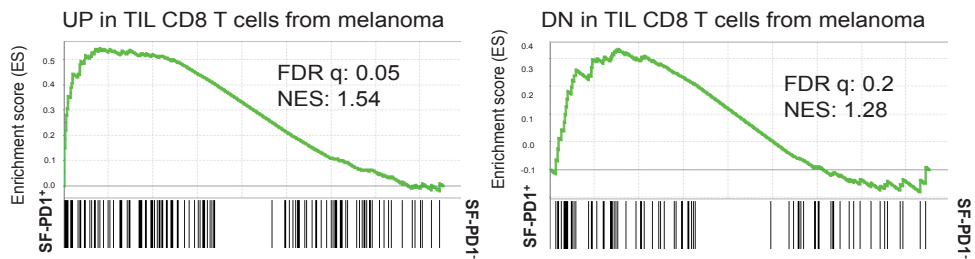 UP in TIL CD8 T cells from melanoma
Enrichment score (ES)
0.5
0.4
0.3
0.2
0.1
0.0
FDR q: 0.05
NES: 1.54
SF-PD1+
SF-PD1-
DN in TIL CD8 T cells from melanoma
Enrichment score (ES)
0.4
0.3
0.2
0.1
0.0
-0.1
FDR q: 0.2
NES: 1.28
SF-PD1+
SF-PD1-